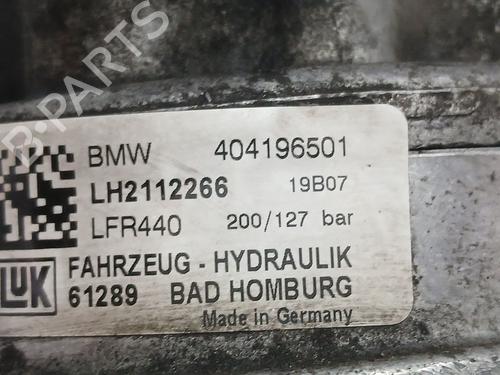 B-PARTS
BMW 404196501
LH2112266 19B07
LFR440 200/127 bar
LUK FAHRZEUG - HYDRAULIK
61289 BAD HOMBURG
Made in Germany